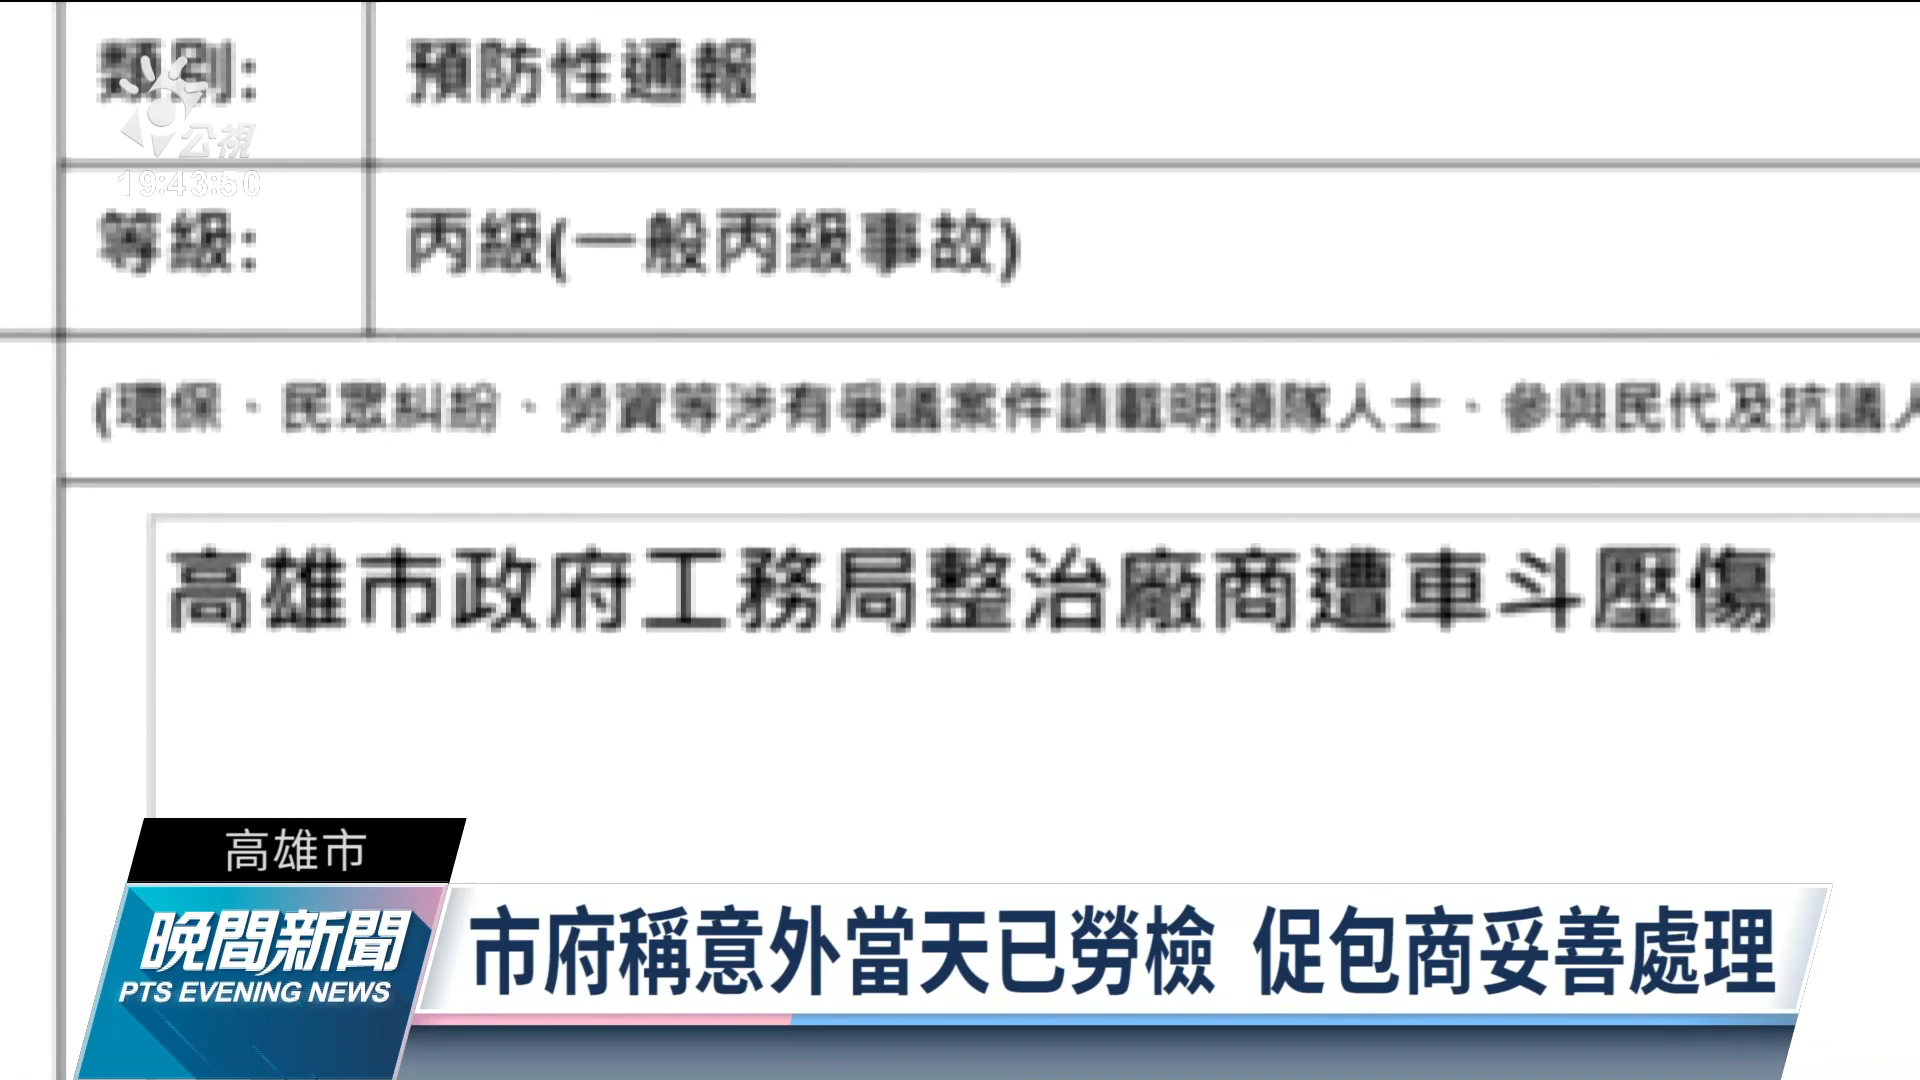 類別:
預防性通報
公視
19:43:50
等級:
丙級(一般丙級事故)
(環保、民眾糾紛、勞資等涉有爭議案件請載明領隊人士、參與民代及抗議人
高雄市政府工務局整治廠商遭車斗壓傷
高雄市
晚間新聞
PTS EVENING NEWS
市府稱意外當天已勞檢 促包商妥善處理